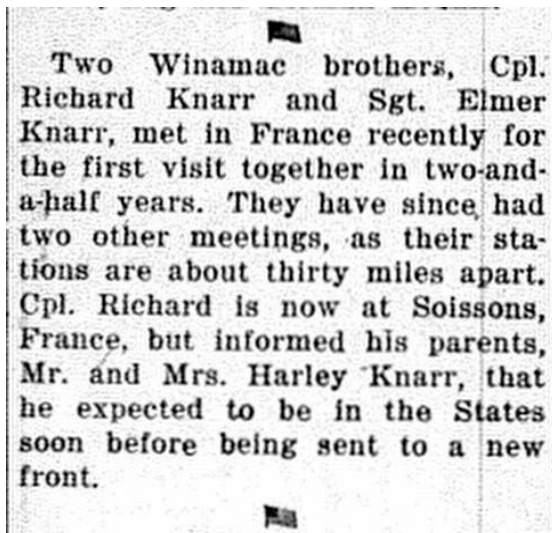 Two Winamac brothers, Cpl.
Richard Knarr and Sgt. Elmer
Knarr, met in France recently for
the first visit together in two-and-
a-half years. They have since had
two other meetings, as their sta-
tions are about thirty miles apart.
Cpl. Richard is now at Soissons,
France, but informed his parents,
Mr. and Mrs. Harley Knarr, that
he expected to be in the States
soon before being sent to a new
front.